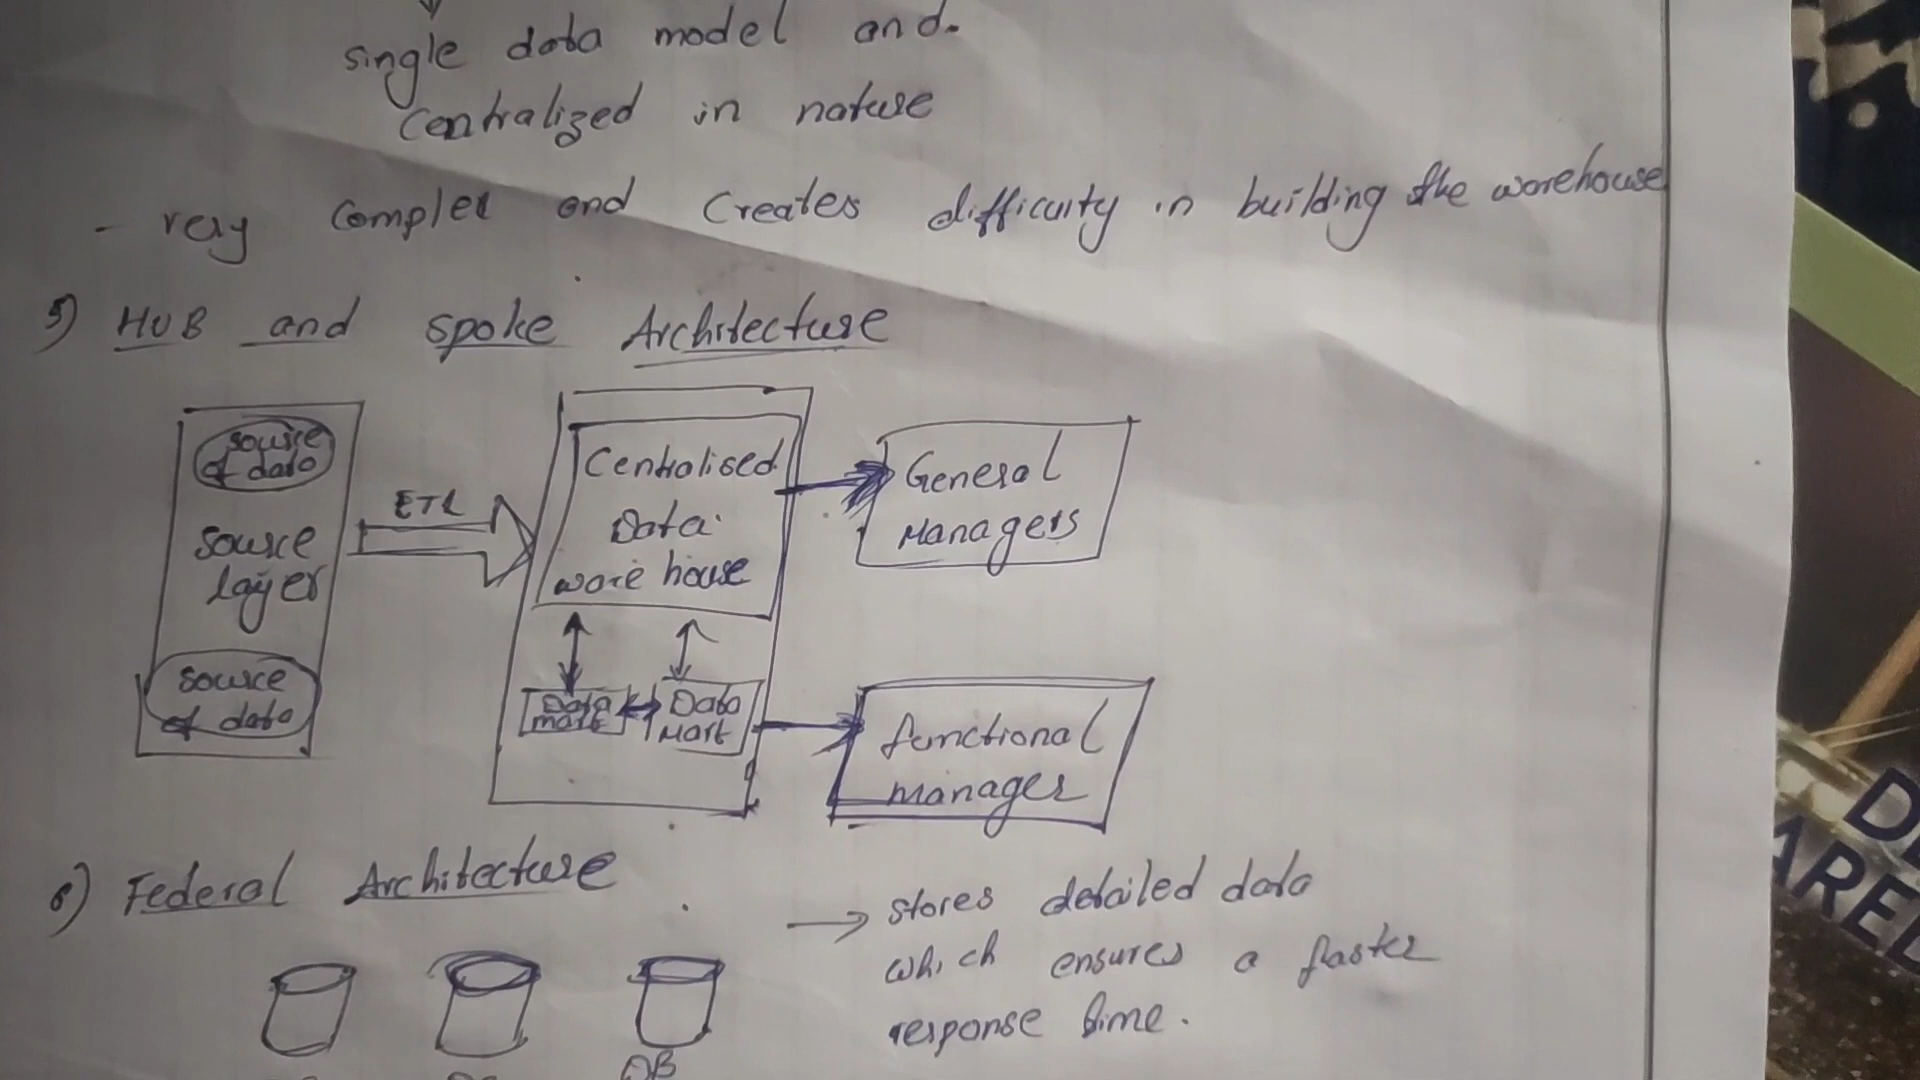 single data model and.
Centralized in nature
- very Complex and Creates difficulty in building the warehouse
5) HUB and spoke Architecture
source
of data
source
layer
source
of data
ETL
Centralised
Data
ware house
Data
mart
Data
Mart
General
Managers
functional
manager
6) Federal Architecture
→ stores detailed data
which ensures a faster
response time.
DB